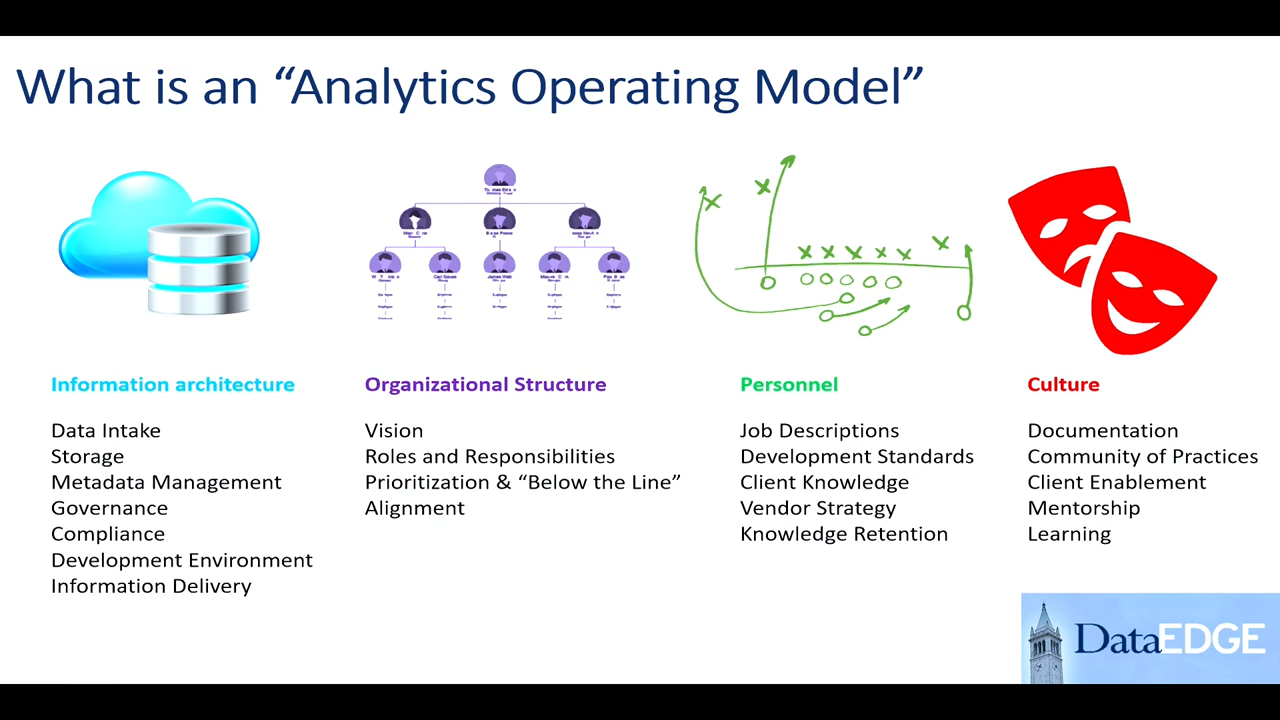 What is an “Analytics Operating Model”
Information architecture
Data Intake
Storage
Metadata Management
Governance
Compliance
Development Environment
Information Delivery
Organizational Structure
Vision
Roles and Responsibilities
Prioritization & “Below the Line”
Alignment
Personnel
Job Descriptions
Development Standards
Client Knowledge
Vendor Strategy
Knowledge Retention
Culture
Documentation
Community of Practices
Client Enablement
Mentorship
Learning
DataEDGE